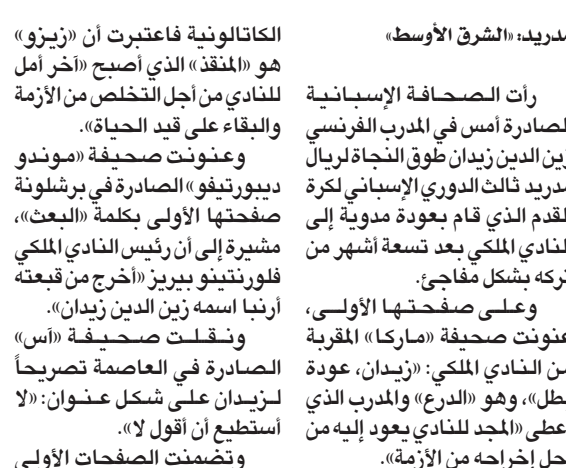 مدريد: «الشرق الأوسط»
رأت الصحافة الإسبانية
الصادرة أمس في المدرب الفرنسي
زين الدين زيدان طوق النجاة لريال
مدريد ثالث الدوري الإسباني لكرة
القدم الذي قام بعودة مدوية إلى
النادي الملكي بعد تسعة أشهر من
تركه بشكل مفاجئ.
وعلى صفحتها الأولى،
عنونت صحيفة «ماركا» المقربة
من النادي الملكي: «زيدان، عودة
بطل»، وهو «الدرع» والمدرب الذي
أعطى «المجد للنادي يعود إليه من
أجل إخراجه من الأزمة».
الكاتالونية فاعتبرت أن «زيزو»
هو «المنقذ» الذي أصبح «آخر أمل
للنادي من أجل التخلص من الأزمة
والبقاء على قيد الحياة».
وعنونت صحيفة «موندو
ديبورتيفو» الصادرة في برشلونة
صفحتها الأولى بكلمة «البعث»،
مشيرة إلى أن رئيس النادي الملكي
فلورنتينو بيريز «أخرج من قبعته
أرنبا اسمه زين الدين زيدان».
ونقلت صحيفة «آس»
الصادرة في العاصمة تصريحاً
لزيدان على شكل عنوان: «لا
أستطيع أن أقول لا».
وتضمنت الصفحات الأولى